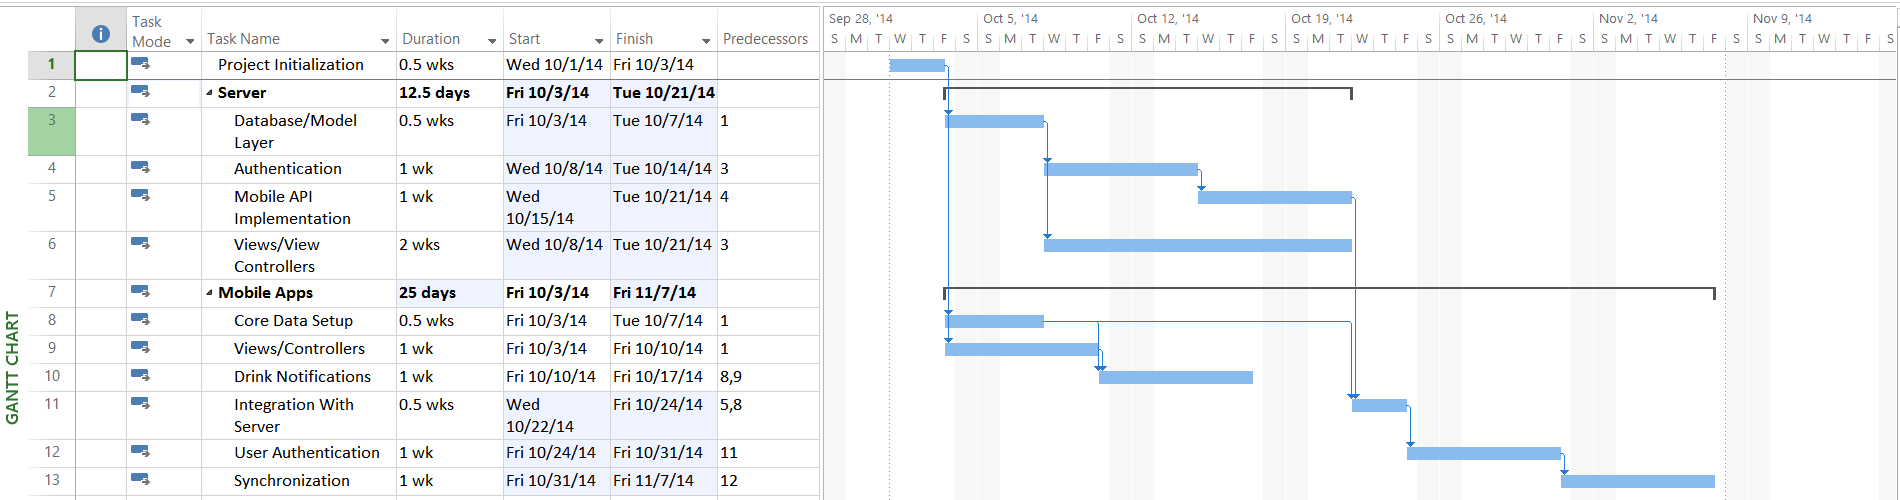 Task Mode Task Name Duration Start Finish Predecessors
Sep 28, '14 Oct 5, '14 Oct 12, '14 Oct 19, '14 Oct 26, '14 Nov 2, '14 Nov 9, '14
S M T W T F S S M T W T F S S M T W T F S S M T W T F S S M T W T F S S M T W T F S S M T W T F S
1 Project Initialization 0.5 wks Wed 10/1/14 Fri 10/3/14
2 Server 12.5 days Fri 10/3/14 Tue 10/21/14
3 Database/Model Layer 0.5 wks Fri 10/3/14 Tue 10/7/14 1
4 Authentication 1 wk Wed 10/8/14 Tue 10/14/14 3
5 Mobile API Implementation 1 wk Wed 10/15/14 Tue 10/21/14 4
6 Views/View Controllers 2 wks Wed 10/8/14 Tue 10/21/14 3
7 Mobile Apps 25 days Fri 10/3/14 Fri 11/7/14
8 Core Data Setup 0.5 wks Fri 10/3/14 Tue 10/7/14 1
9 Views/Controllers 1 wk Fri 10/3/14 Fri 10/10/14 1
10 Drink Notifications 1 wk Fri 10/10/14 Fri 10/17/14 8,9
11 Integration With Server 0.5 wks Wed 10/22/14 Fri 10/24/14 5,8
12 User Authentication 1 wk Fri 10/24/14 Fri 10/31/14 11
13 Synchronization 1 wk Fri 10/31/14 Fri 11/7/14 12
GANTT CHART